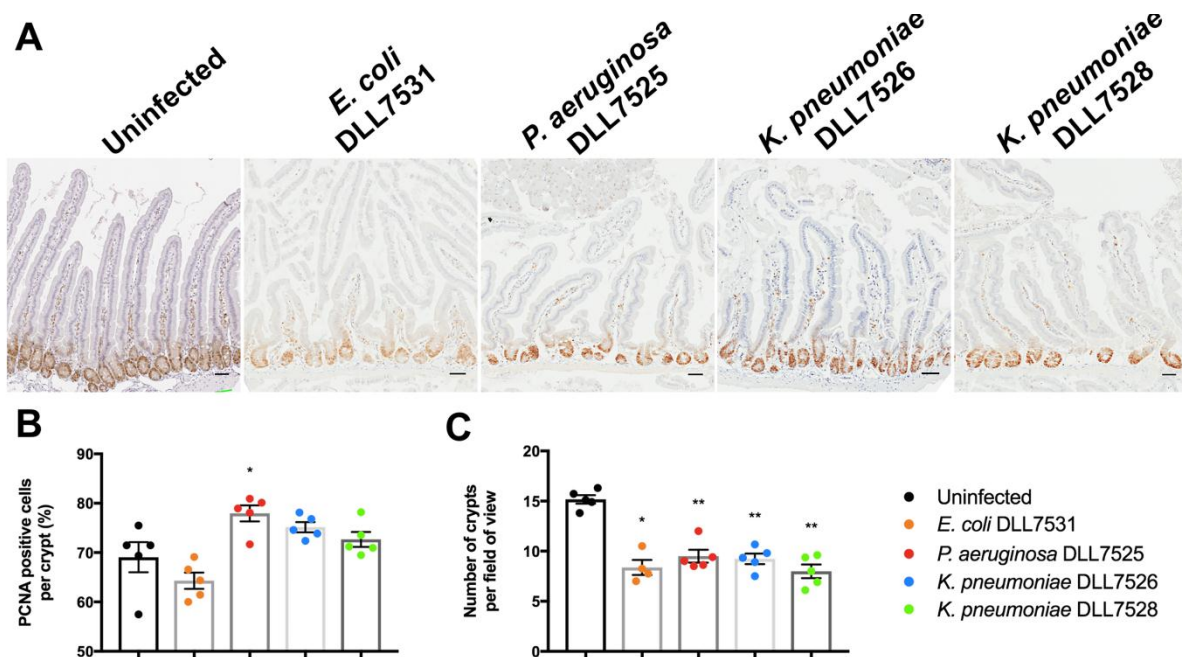 A
Uninfected
E. coli
DLL7531
P. aeruginosa
DLL7525
K. pneumoniae
DLL7526
K. pneumoniae
DLL7528
B
PCNA positive cells
per crypt (%)
90
80
70
60
50
*
C
Number of crypts
per field of view
20
15
10
5
0
*
**
**
**
Uninfected
E. coli DLL7531
P. aeruginosa DLL7525
K. pneumoniae DLL7526
K. pneumoniae DLL7528